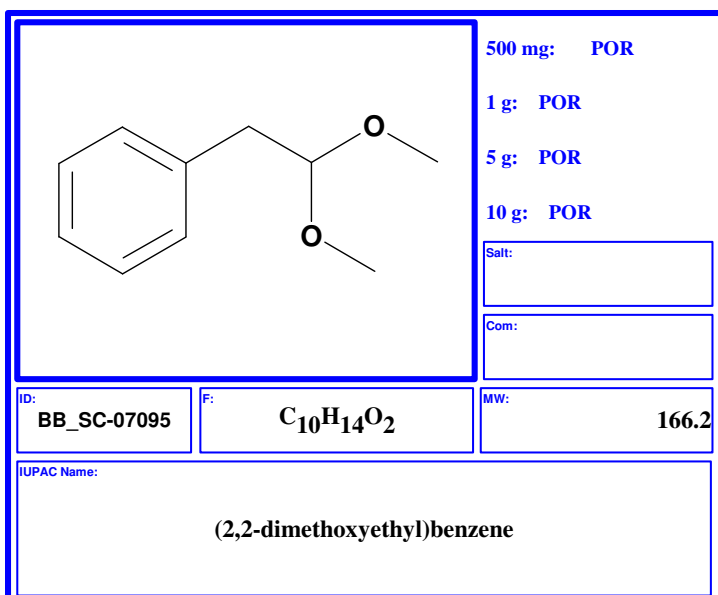 O
O
500 mg: POR
1 g: POR
5 g: POR
10 g: POR
Salt:
Com:
ID:
BB_SC-07095
F:
C10H14O2
MW:
166.2
IUPAC Name:
(2,2-dimethoxyethyl)benzene